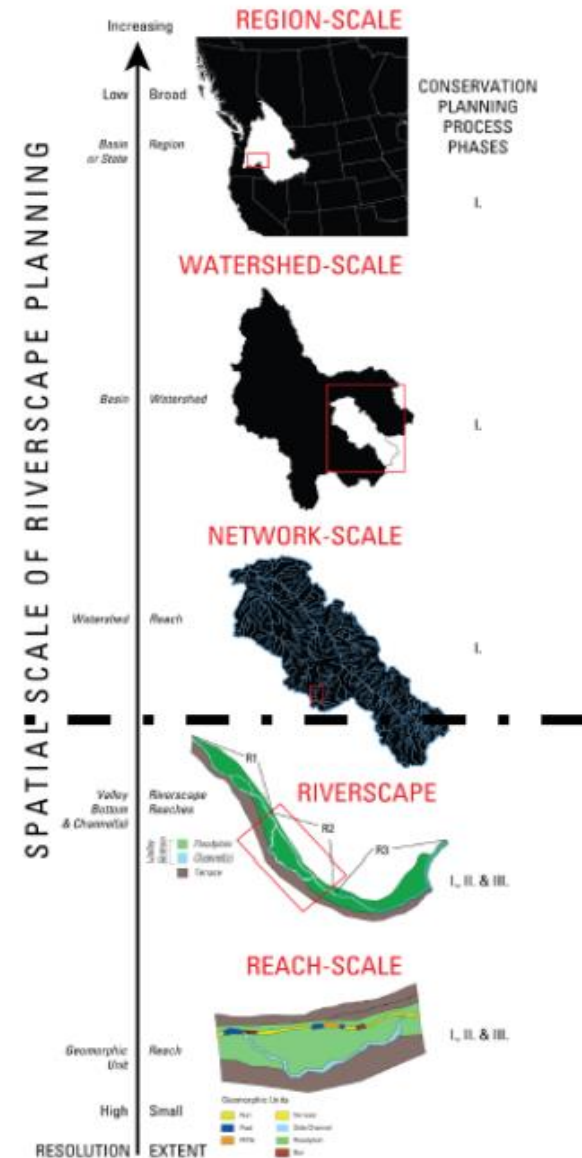 REGION-SCALE
Increasing
Low Broad
CONSERVATION
PLANNING
PROCESS
PHASES
Basin
or State
Region
I.
SPATIAL SCALE OF RIVERSCAPE PLANNING
WATERSHED-SCALE
Basin Watershed
I.
NETWORK-SCALE
Watershed Reach
I.
R1
Valley
Bottom
& Channel(s)
Riverscape
Reaches
RIVERSCAPE
R2
R3
Valley
Bottom
Floodplain
Channel(s)
Terrace
I., II. & III.
REACH-SCALE
I., II. & III.
Geomorphic
Unit
Reach
Geomorphic Units
Run
Pool
Riffle
Terrace
Side Channel
Floodplain
Bar
High Small
RESOLUTION EXTENT